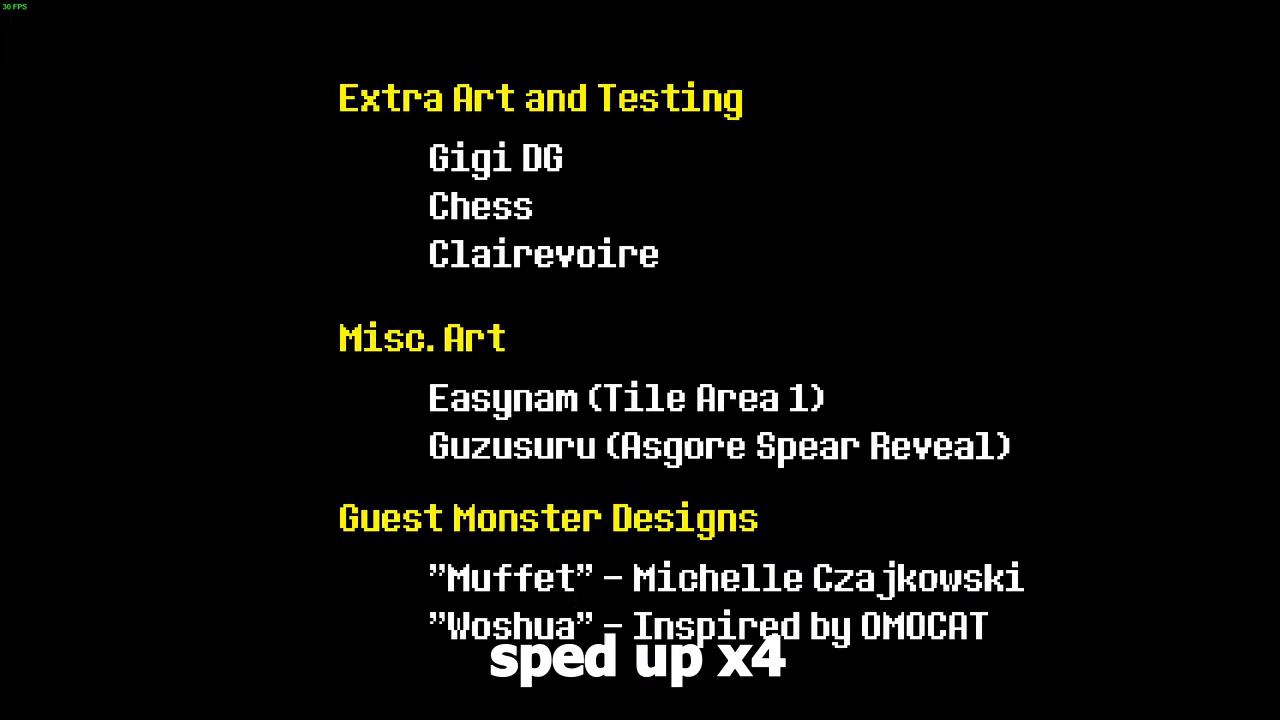 30 FPS
Extra Art and Testing
Gigi DG
Chess
Clairevoire
Misc. Art
Easynam (Tile Area 1)
Guzusuru (Asgore Spear Reveal)
Guest Monster Designs
"Muffet" - Michelle Czajkowski
"Woshua" - Inspired by OMOCAT
sped up x4